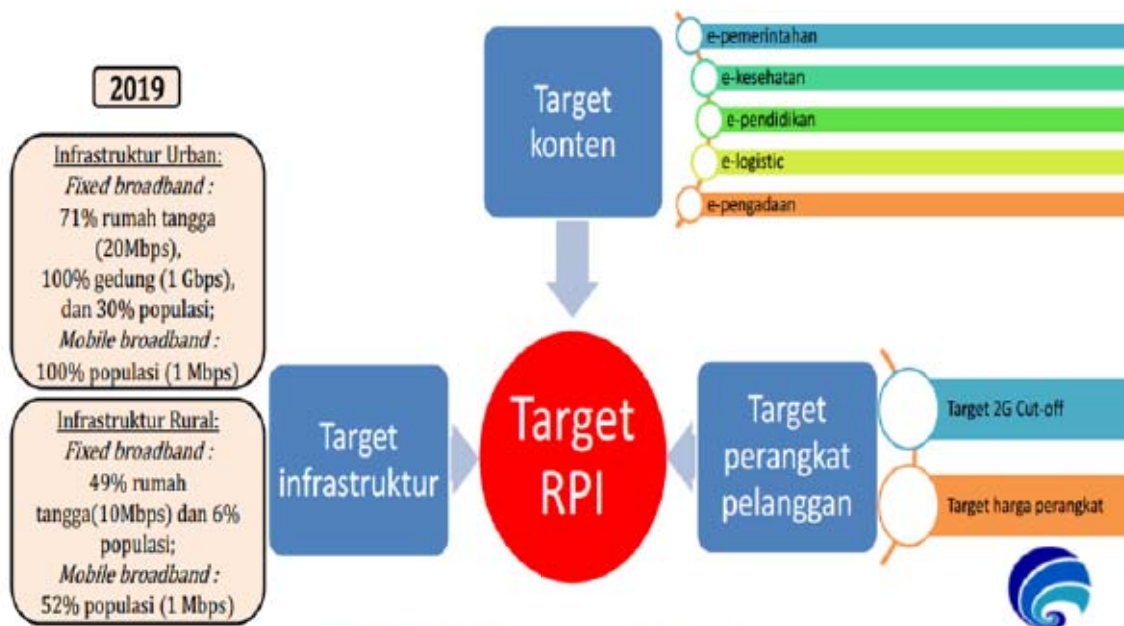 2019
Infrastruktur Urban:
Fixed broadband :
71% rumah tangga
(20Mbps),
100% gedung (1 Gbps),
dan 30% populasi;
Mobile broadband :
100% populasi (1 Mbps)
Infrastruktur Rural:
Fixed broadband :
49% rumah
tangga(10Mbps) dan 6%
populasi;
Mobile broadband :
52% populasi (1 Mbps)
Target
infrastruktur
Target
konten
e-pemerintahan
e-kesehatan
e-pendidikan
e-logistic
e-pengadaan
Target
RPI
Target
perangkat
pelanggan
Target 2G Cut-off
Target harga perangkat